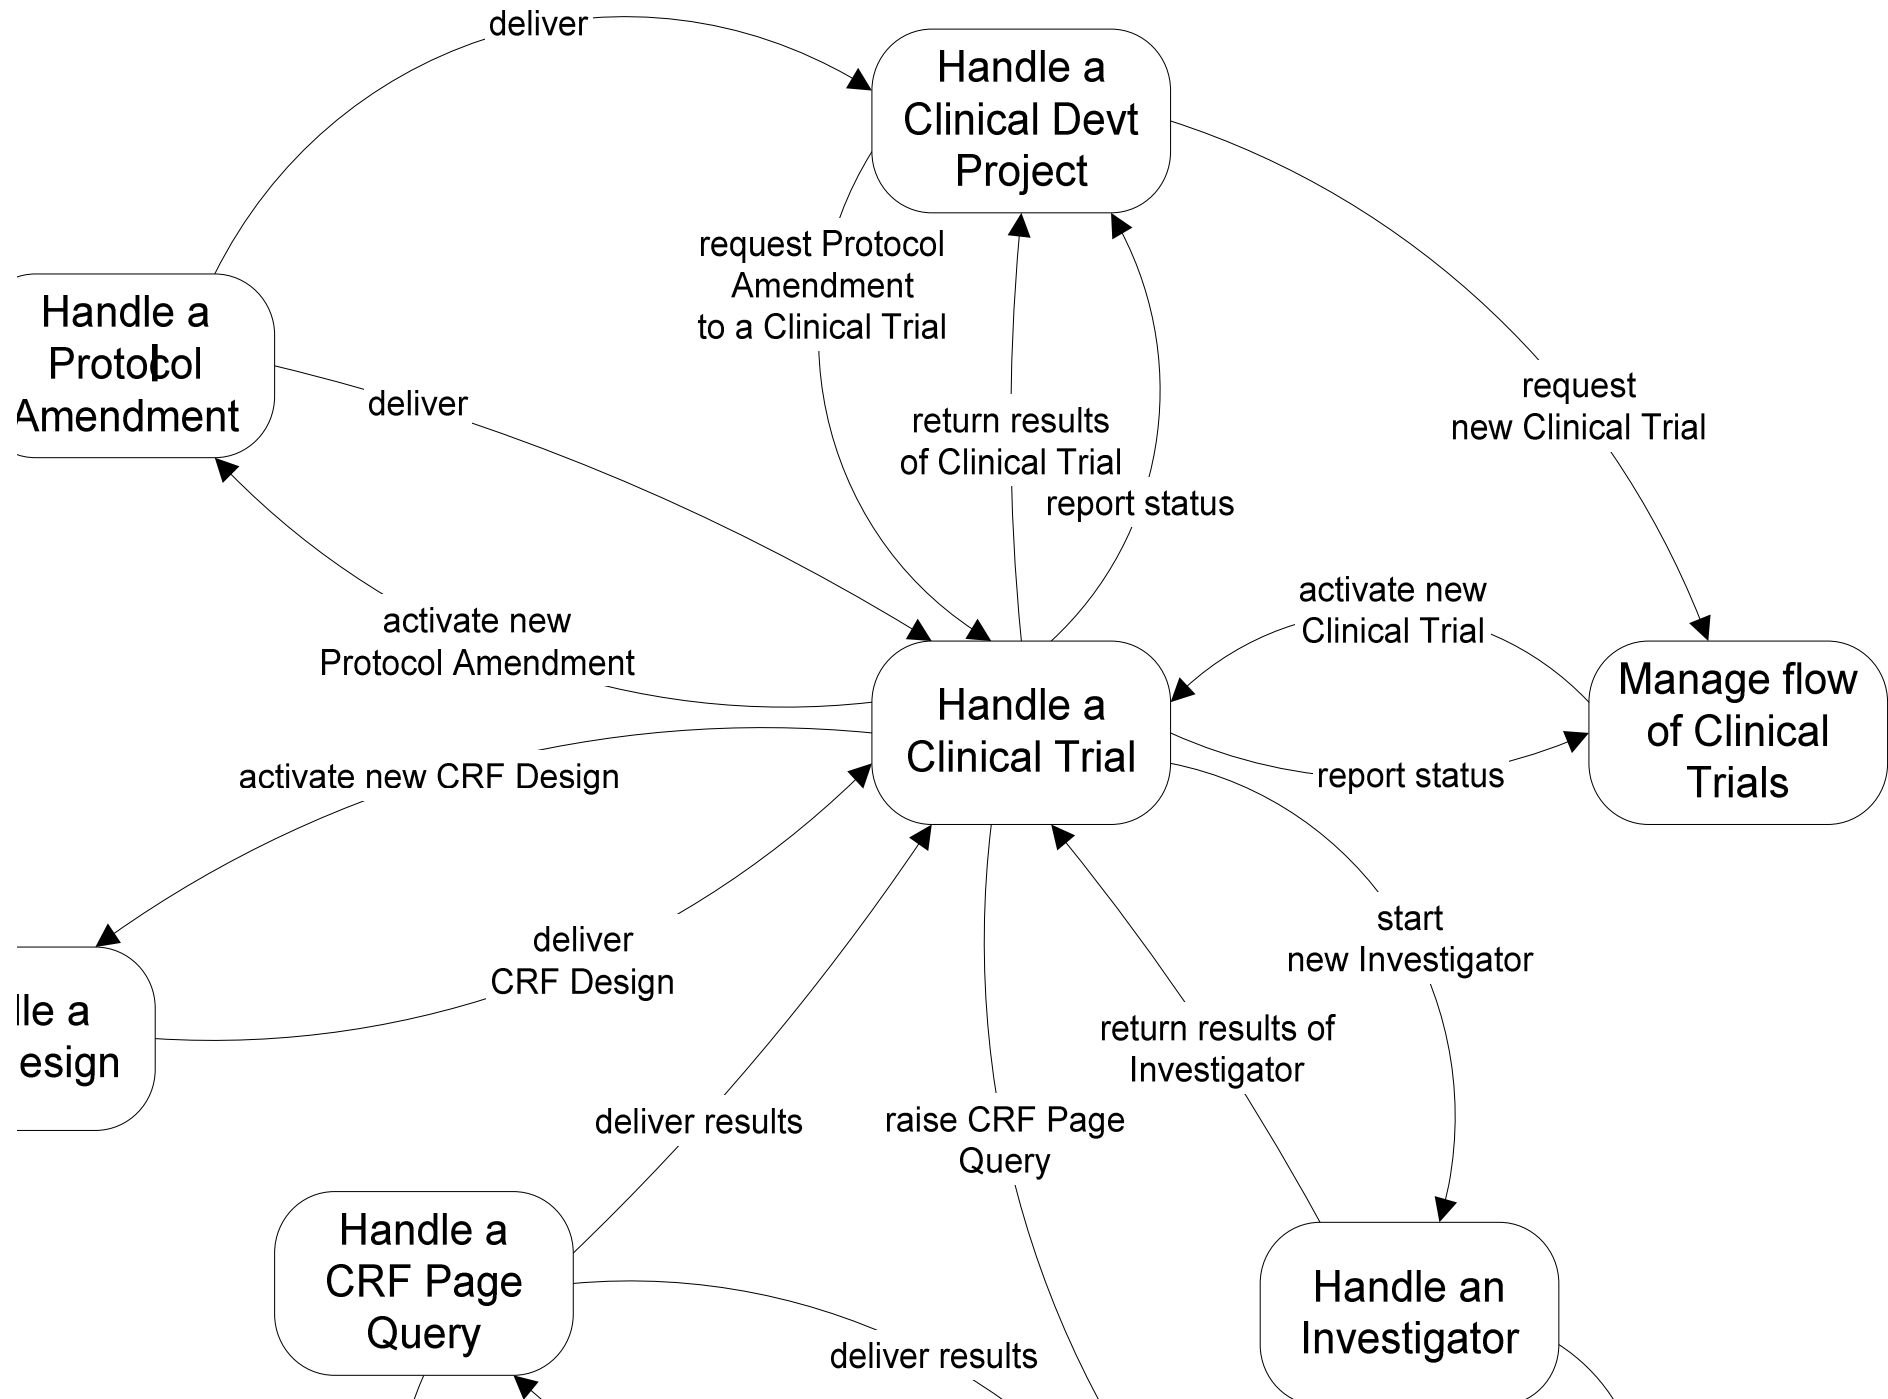 deliver
Handle a
Clinical Devt
Project
request Protocol
Amendment
to a Clinical Trial
Handle a
Protocol
Amendment
deliver
return results
of Clinical Trial
report status
request
new Clinical Trial
activate new
Protocol Amendment
activate new
Clinical Trial
Handle a
Clinical Trial
Manage flow
of Clinical
Trials
report status
activate new CRF Design
deliver
CRF Design
start
new Investigator
lle a
esign
return results of
Investigator
deliver results
raise CRF Page
Query
Handle a
CRF Page
Query
Handle an
Investigator
deliver results